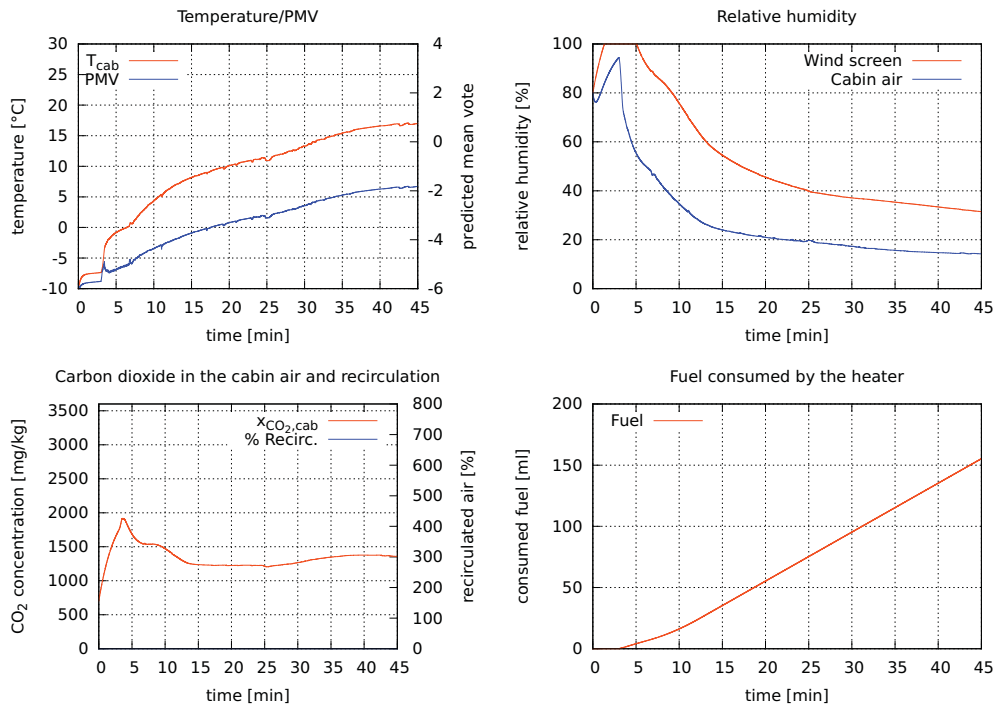 Temperature/PMV
30
25
20
15
10
5
0
-5
-10
4
2
0
-2
-4
-6
T_cab
PMV
temperature [°C]
predicted mean vote
0 5 10 15 20 25 30 35 40 45
time [min]
Relative humidity
100
80
60
40
20
0
Wind screen
Cabin air
relative humidity [%]
0 5 10 15 20 25 30 35 40 45
time [min]
Carbon dioxide in the cabin air and recirculation
3500
3000
2500
2000
1500
1000
500
0
800
700
600
500
400
300
200
100
0
x_CO2,cab
% Recirc.
CO2 concentration [mg/kg]
recirculated air [%]
0 5 10 15 20 25 30 35 40 45
time [min]
Fuel consumed by the heater
200
150
100
50
0
Fuel
consumed fuel [ml]
0 5 10 15 20 25 30 35 40 45
time [min]